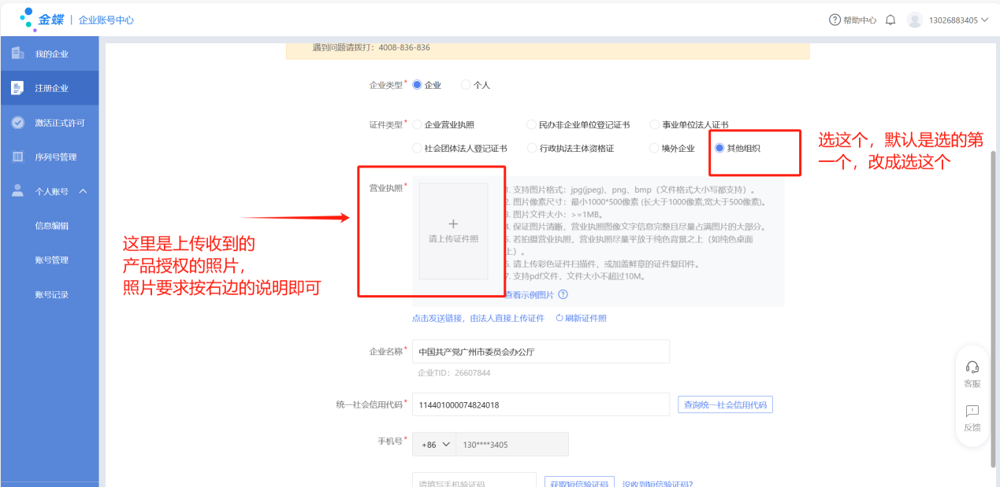 金蝶 | 企业账号中心
帮助中心
13026883405
我的企业
注册企业
激活正式许可
序列号管理
个人账号
信息编辑
账号管理
账号记录
遇到问题请拨打：4008-836-836
企业类型* 企业 个人
证件类型* 企业营业执照 民办非企业单位登记证书 事业单位法人证书
社会团体法人登记证书 行政执法主体资格证 境外企业 其他组织
选这个，默认是选的第
一个，改成选这个
营业执照*
请上传证件照
1. 支持图片格式：jpg(jpeg)、png、bmp（文件格式大小写都支持）。
2. 图片像素尺寸：最小1000*500像素 (长大于1000像素,宽大于500像素)。
3. 图片文件大小：>=1MB。
4. 保证图片清晰，营业执照图像文字信息完整目尽量占满图片的大部分。
5. 若拍摄营业执照，营业执照尽量平放于纯色背景之上（如纯色桌面
上）。
6. 请上传彩色证件扫描件，或加盖鲜章的证件复印件。
7. 支持pdf文件，文件大小不超过10M。
查看示例图片
这里是上传收到的
产品授权的照片，
照片要求按右边的说明即可
点击发送链接，由法人直接上传证件 刷新证件照
企业名称* 中国共产党广州市委员会办公厅
企业TID：26607844
统一社会信用代码* 114401000074824018 查询统一社会信用代码
手机号* +86 130****3405
请填写手机验证码 获取短信验证码 没收到短信验证码?
客服
反馈